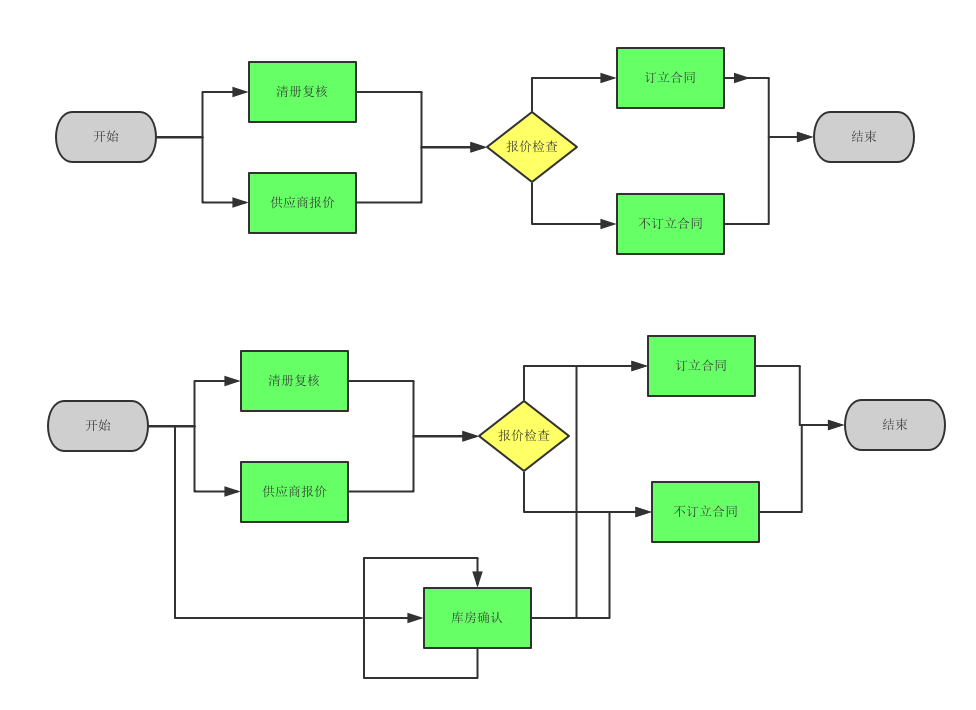 订立合同
清册复核
开始
结束
报价检查
供应商报价
不订立合同
订立合同
清册复核
开始
结束
报价检查
供应商报价
不订立合同
库房确认